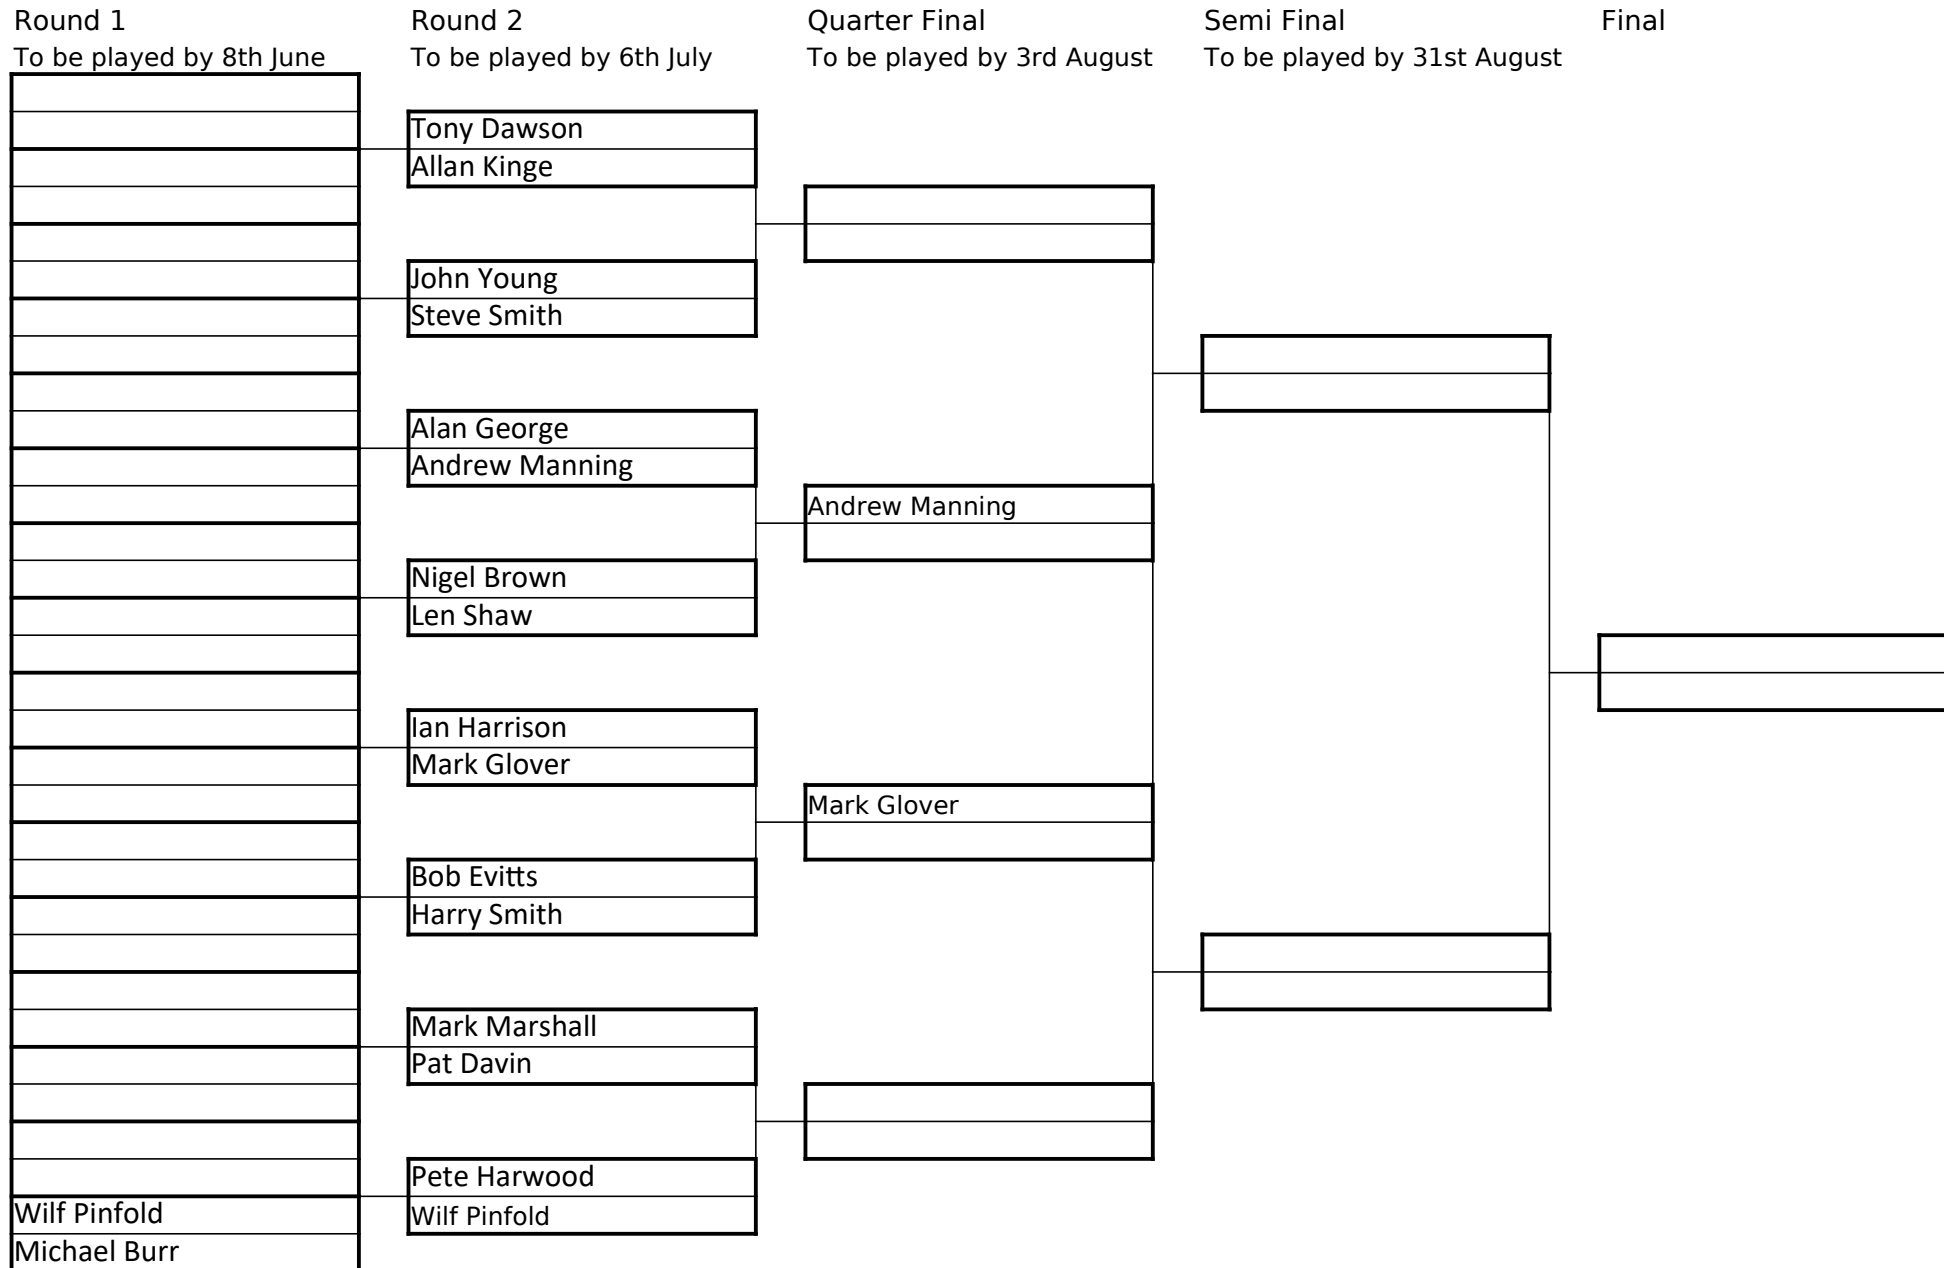 Round 1
Round 2
Quarter Final
Semi Final
Final
To be played by 8th June
To be played by 6th July
To be played by 3rd August
To be played by 31st August
Tony Dawson
Allan Kinge
John Young
Steve Smith
Alan George
Andrew Manning
Andrew Manning
Nigel Brown
Len Shaw
Ian Harrison
Mark Glover
Mark Glover
Bob Evitts
Harry Smith
Mark Marshall
Pat Davin
Pete Harwood
Wilf Pinfold
Wilf Pinfold
Michael Burr